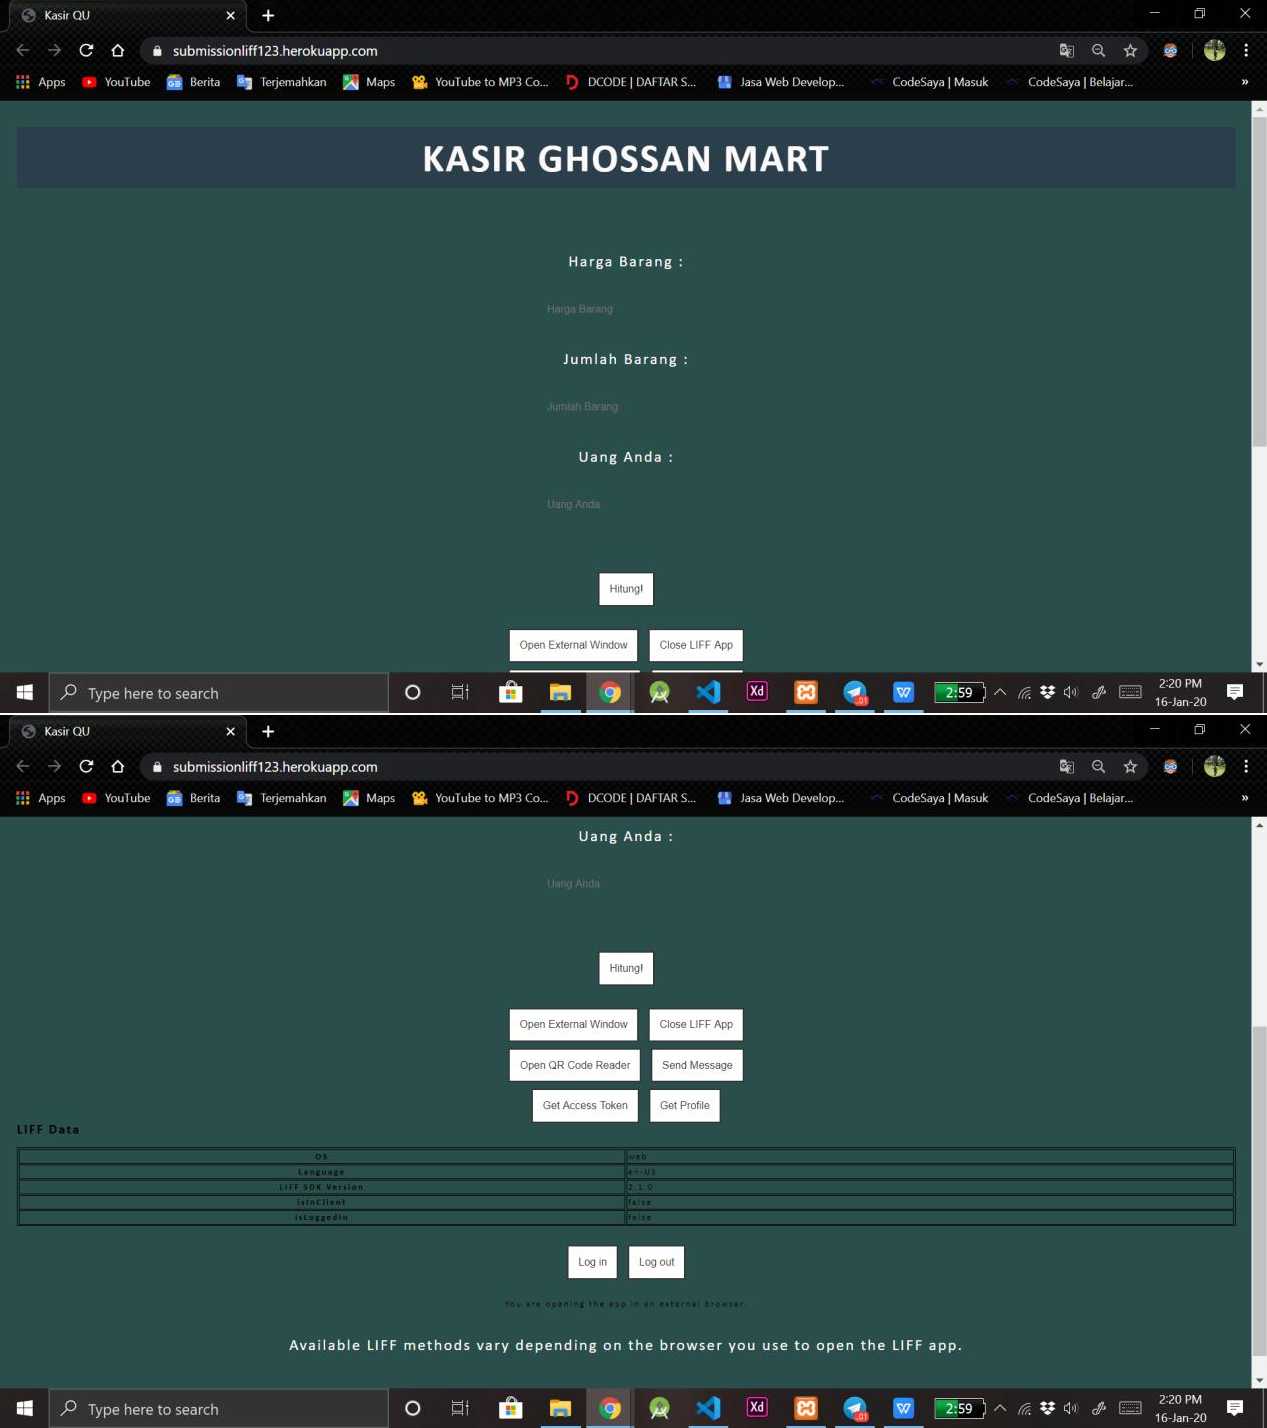 Kasir QU
submissionliff123.herokuapp.com
Apps YouTube Berita Terjemahkan Maps YouTube to MP3 Co... DCODE | DAFTAR S... Jasa Web Develop... CodeSaya | Masuk CodeSaya | Belajar... »
KASIR GHOSSAN MART
Harga Barang :
Harga Barang
Jumlah Barang :
Jumlah Barang
Uang Anda :
Uang Anda
Hitung!
Open External Window Close LIFF App
Type here to search
Xd
2:59
2:20 PM
16-Jan-20
Kasir QU
submissionliff123.herokuapp.com
Apps YouTube Berita Terjemahkan Maps YouTube to MP3 Co... DCODE | DAFTAR S... Jasa Web Develop... CodeSaya | Masuk CodeSaya | Belajar... »
Uang Anda :
Uang Anda
Hitung!
Open External Window Close LIFF App
Open QR Code Reader Send Message
Get Access Token Get Profile
LIFF Data
OS web
Language en-US
LIFF SDK Version 2.1.0
isInClient false
isLoggedIn false
Log in Log out
You are opening the app in an external browser.
Available LIFF methods vary depending on the browser you use to open the LIFF app.
Type here to search
Xd
2:59
2:20 PM
16-Jan-20